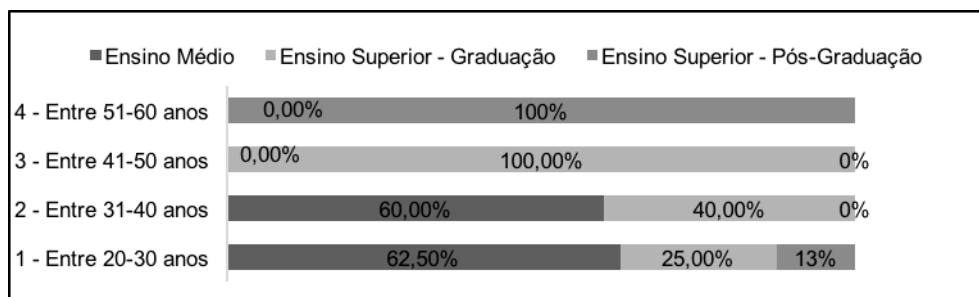 Ensino Médio Ensino Superior - Graduação Ensino Superior - Pós-Graduação
4 - Entre 51-60 anos 0,00% 100%
3 - Entre 41-50 anos 0,00% 100,00% 0%
2 - Entre 31-40 anos 60,00% 40,00% 0%
1 - Entre 20-30 anos 62,50% 25,00% 13%